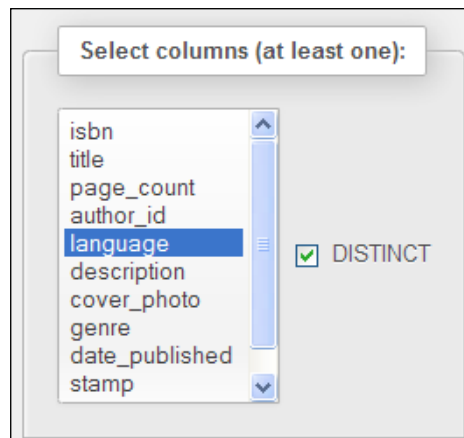 Select columns (at least one):
isbn
title
page_count
author_id
language
DISTINCT
description
cover_photo
genre
date_published
stamp